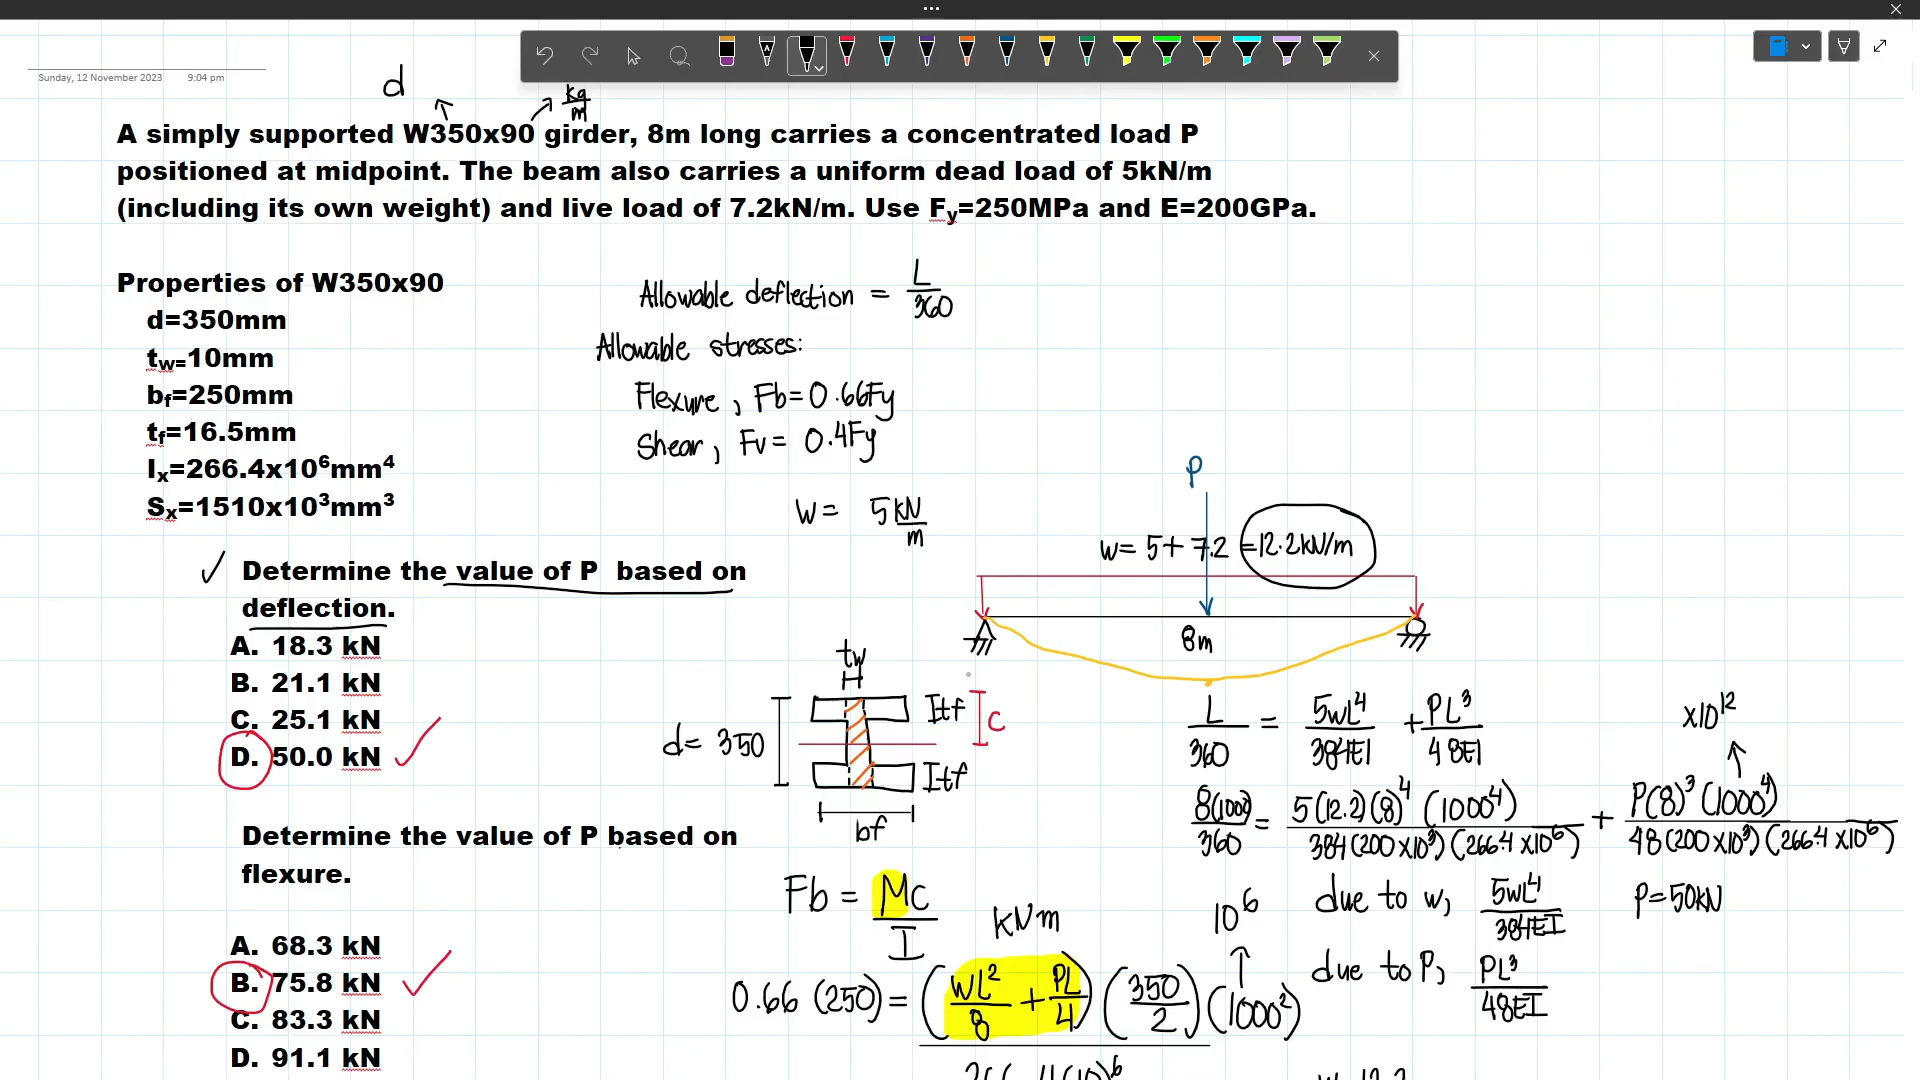 Sunday, 12 November 2023 9:04 pm
d
kg
m
A simply supported W350x90 girder, 8m long carries a concentrated load P
positioned at midpoint. The beam also carries a uniform dead load of 5kN/m
(including its own weight) and live load of 7.2kN/m. Use Fy=250MPa and E=200GPa.
Properties of W350x90
d=350mm
tw=10mm
bf=250mm
tf=16.5mm
Ix=266.4x10⁶mm⁴
Sx=1510x10³mm³
Allowable deflection = L/360
Allowable stresses:
Flexure, Fb=0.66Fy
Shear, Fv= 0.4Fy
W= 5 kN/m
P
w= 5+7.2 =12.2kN/m
8m
Determine the value of P based on
deflection.
A. 18.3 kN
B. 21.1 kN
C. 25.1 kN
D. 50.0 kN
tw
d= 350
tf
c
tf
bf
L/360 = 5wL⁴/384EI + PL³/48EI
x10¹²
8(1000)/360 = 5(12.2)(8)⁴(1000⁴)/384(200x10³)(266.4x10⁶) + P(8)³(1000⁴)/48(200x10³)(266.4x10⁶)
due to w, 5wL⁴/384EI
P=50kN
due to P, PL³/48EI
Determine the value of P based on
flexure.
A. 68.3 kN
B. 75.8 kN
C. 83.3 kN
D. 91.1 kN
Fb = Mc/I
kNm
10⁶
0.66 (250)= (WL²/8 + PL/4)(350/2)(1000²)